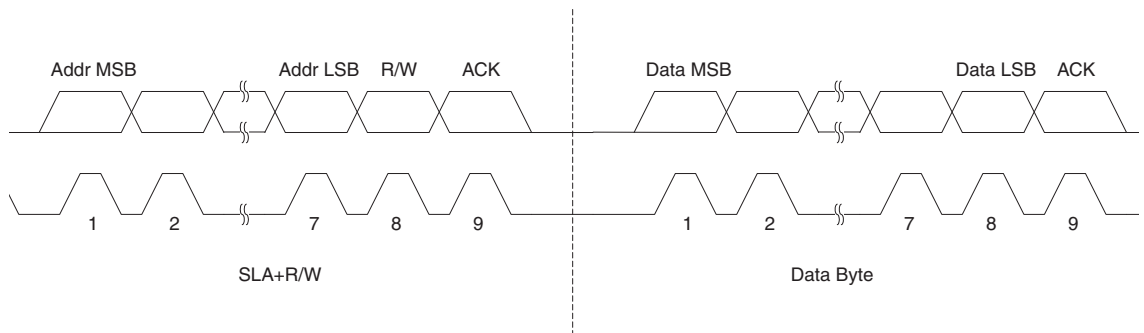 Addr MSB Addr LSB R/W ACK Data MSB Data LSB ACK
1 2 7 8 9 1 2 7 8 9
SLA+R/W Data Byte